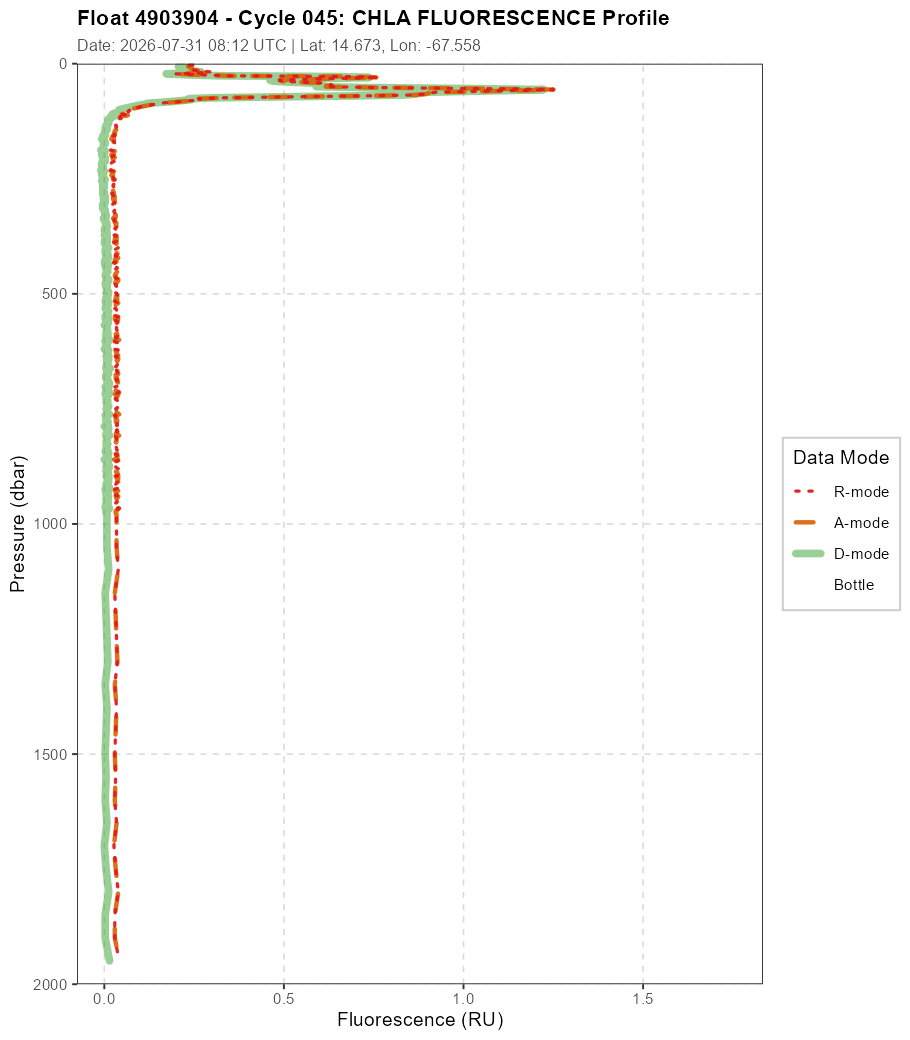 Float 4903904 - Cycle 045: CHLA FLUORESCENCE Profile
Date: 2026-07-31 08:12 UTC | Lat: 14.673, Lon: -67.558
0
500
1000
1500
2000
Pressure (dbar)
0.0
0.5
1.0
1.5
Fluorescence (RU)
Data Mode
R-mode
A-mode
D-mode
Bottle